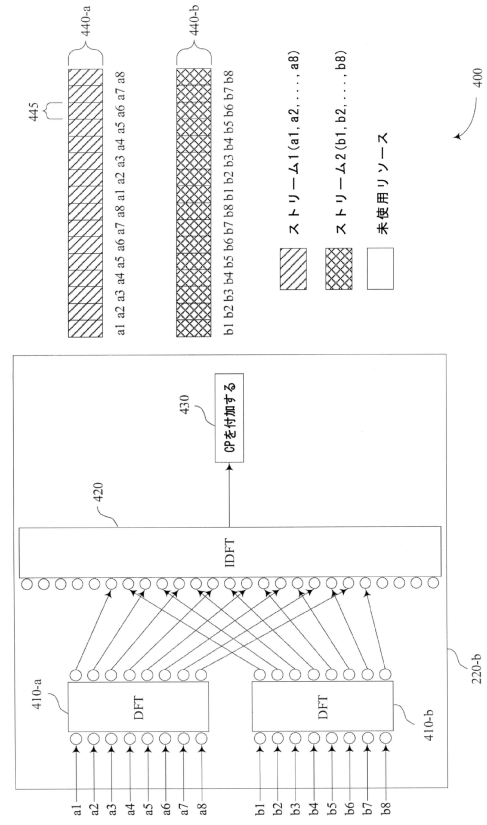 a1
a2
a3
a4
a5
a6
a7
a8
b1
b2
b3
b4
b5
b6
b7
b8
410-a
DFT
DFT
410-b
420
IDFT
430
CPを付加する
220-b
445
440-a
a1 a2 a3 a4 a5 a6 a7 a8 a1 a2 a3 a4 a5 a6 a7 a8
440-b
b1 b2 b3 b4 b5 b6 b7 b8 b1 b2 b3 b4 b5 b6 b7 b8
ストリーム1(a1, a2, ..., a8)
ストリーム2(b1, b2, ..., b8)
未使用リソース
400